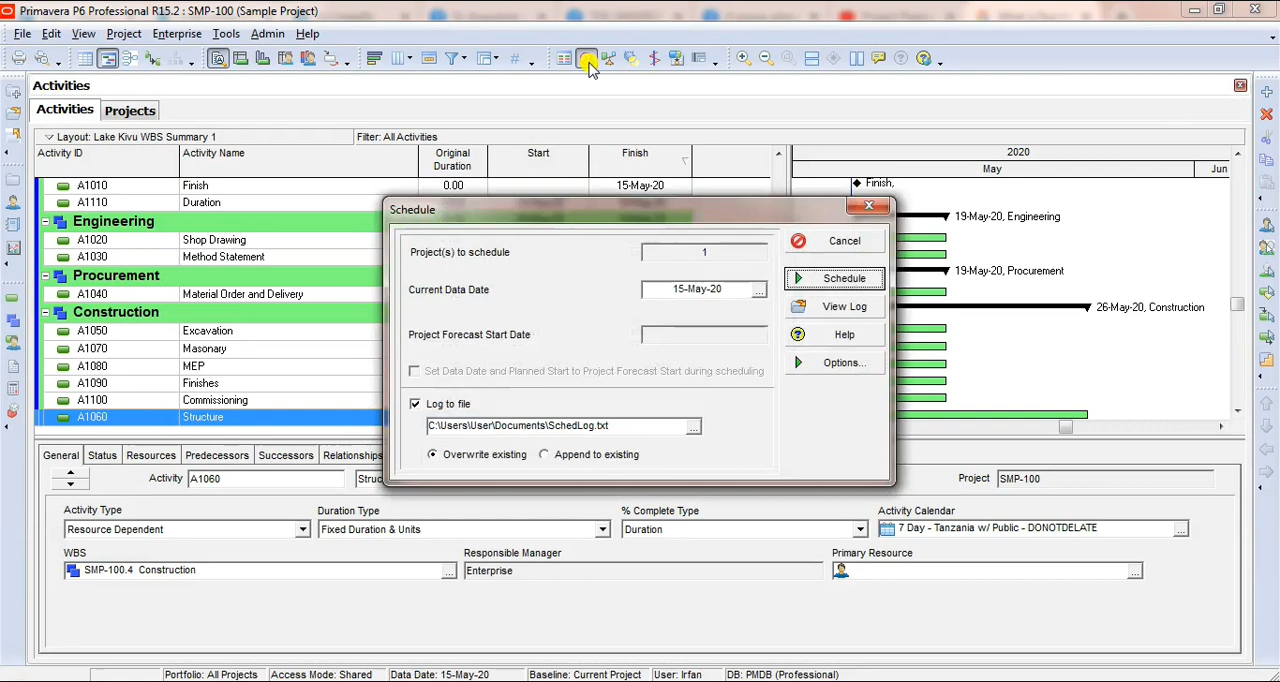 Primavera P6 Professional R15.2 : SMP-100 (Sample Project)
File Edit View Project Enterprise Tools Admin Help
Activities
Activities Projects
Layout: Lake Kivu WBS Summary 1 Filter: All Activities
Activity ID Activity Name Original Duration Start Finish 2020
May Jun
A1010 Finish 0.00 15-May-20 Finish,
A1110 Duration
Engineering 19-May-20, Engineering
A1020 Shop Drawing
A1030 Method Statement
Procurement 19-May-20, Procurement
A1040 Material Order and Delivery
Construction 26-May-20, Construction
A1050 Excavation
A1070 Masonary
A1080 MEP
A1090 Finishes
A1100 Commissioning
A1060 Structure
Schedule
Project(s) to schedule 1 Cancel
Current Data Date 15-May-20 ... Schedule
View Log
Project Forecast Start Date Help
Set Data Date and Planned Start to Project Forecast Start during scheduling Options...
Log to file
C:\Users\User\Documents\SchedLog.txt ...
Overwrite existing Append to existing
General Status Resources Predecessors Successors Relationships
Activity A1060 Struc Project SMP-100
Activity Type Duration Type % Complete Type Activity Calendar
Resource Dependent Fixed Duration & Units Duration 7 Day - Tanzania w/ Public - DONOTDELATE ...
WBS Responsible Manager Primary Resource
SMP-100.4 Construction ... Enterprise ...
Portfolio: All Projects Access Mode: Shared Data Date: 15-May-20 Baseline: Current Project User: Irfan DB: PMDB (Professional)